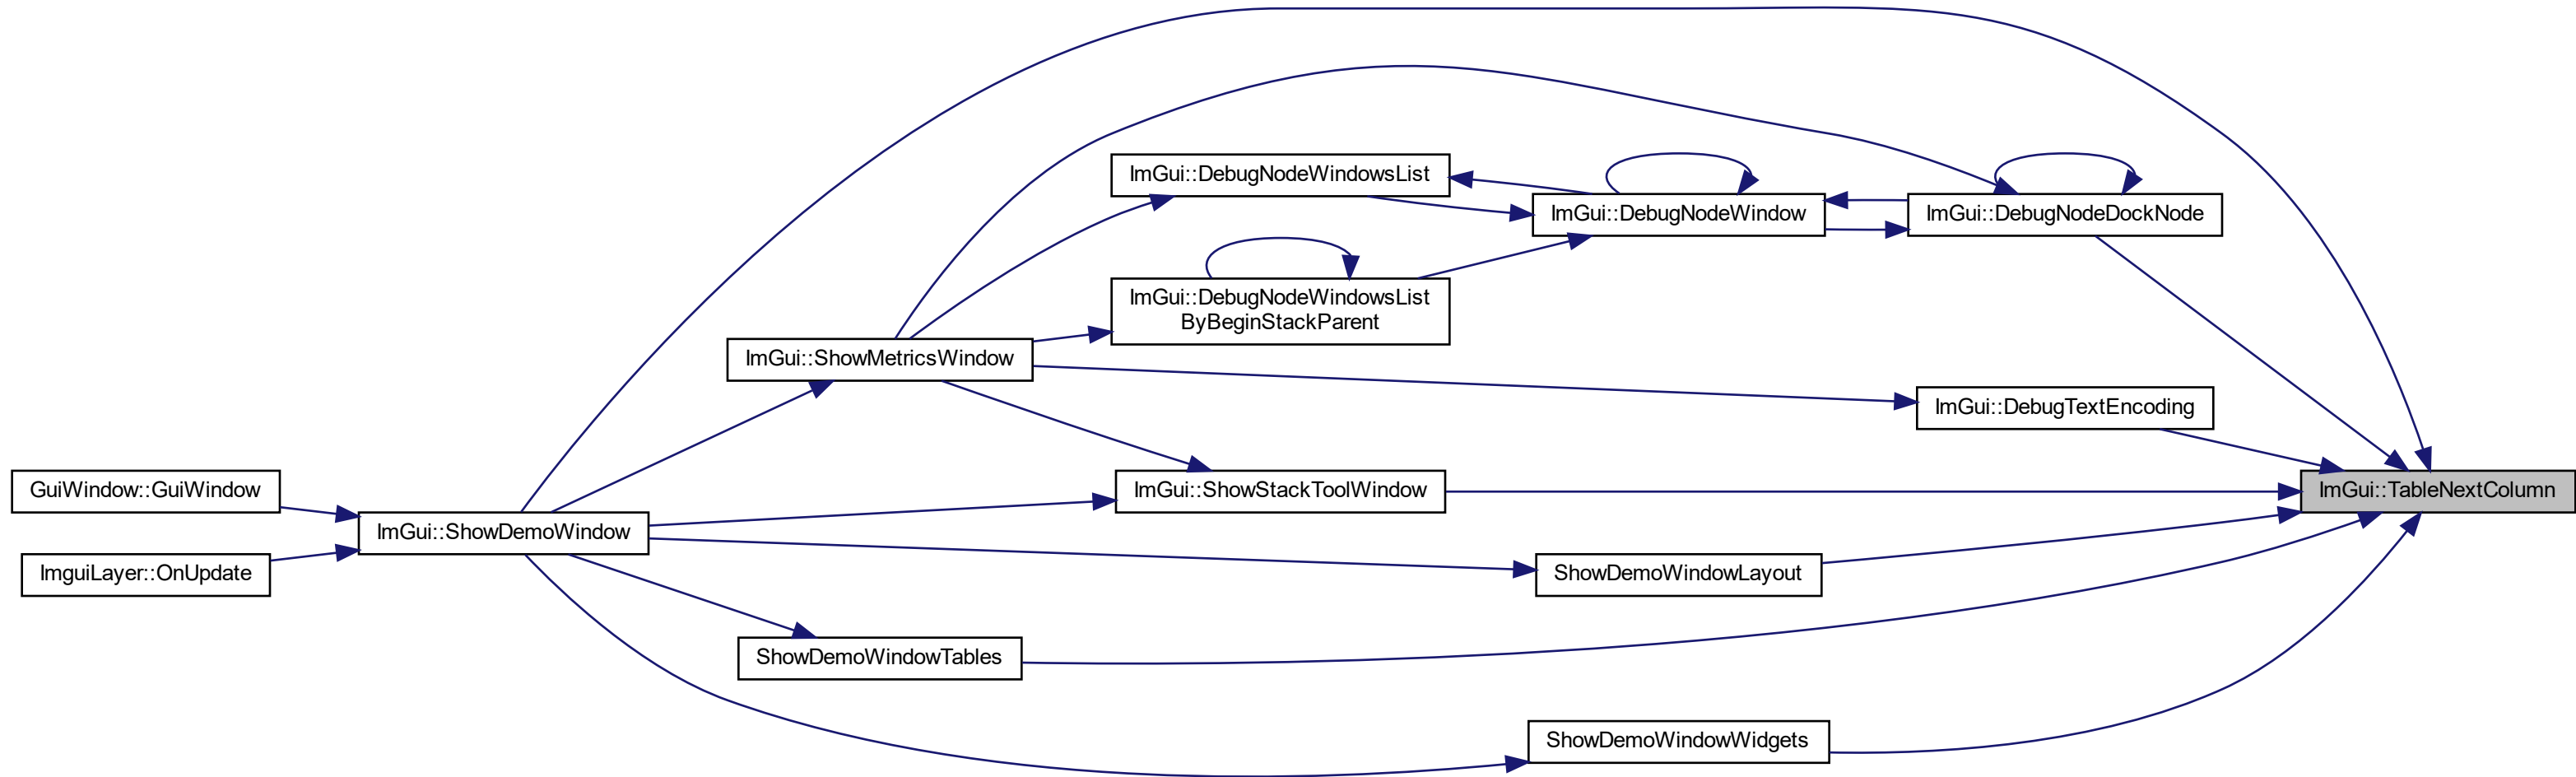 ImGui::DebugNodeWindowsList
ImGui::DebugNodeWindow
ImGui::DebugNodeDockNode
ImGui::DebugNodeWindowsList
ByBeginStackParent
ImGui::ShowMetricsWindow
ImGui::DebugTextEncoding
GuiWindow::GuiWindow
ImGui::ShowStackToolWindow
ImGui::TableNextColumn
ImGui::ShowDemoWindow
ImguiLayer::OnUpdate
ShowDemoWindowLayout
ShowDemoWindowTables
ShowDemoWindowWidgets